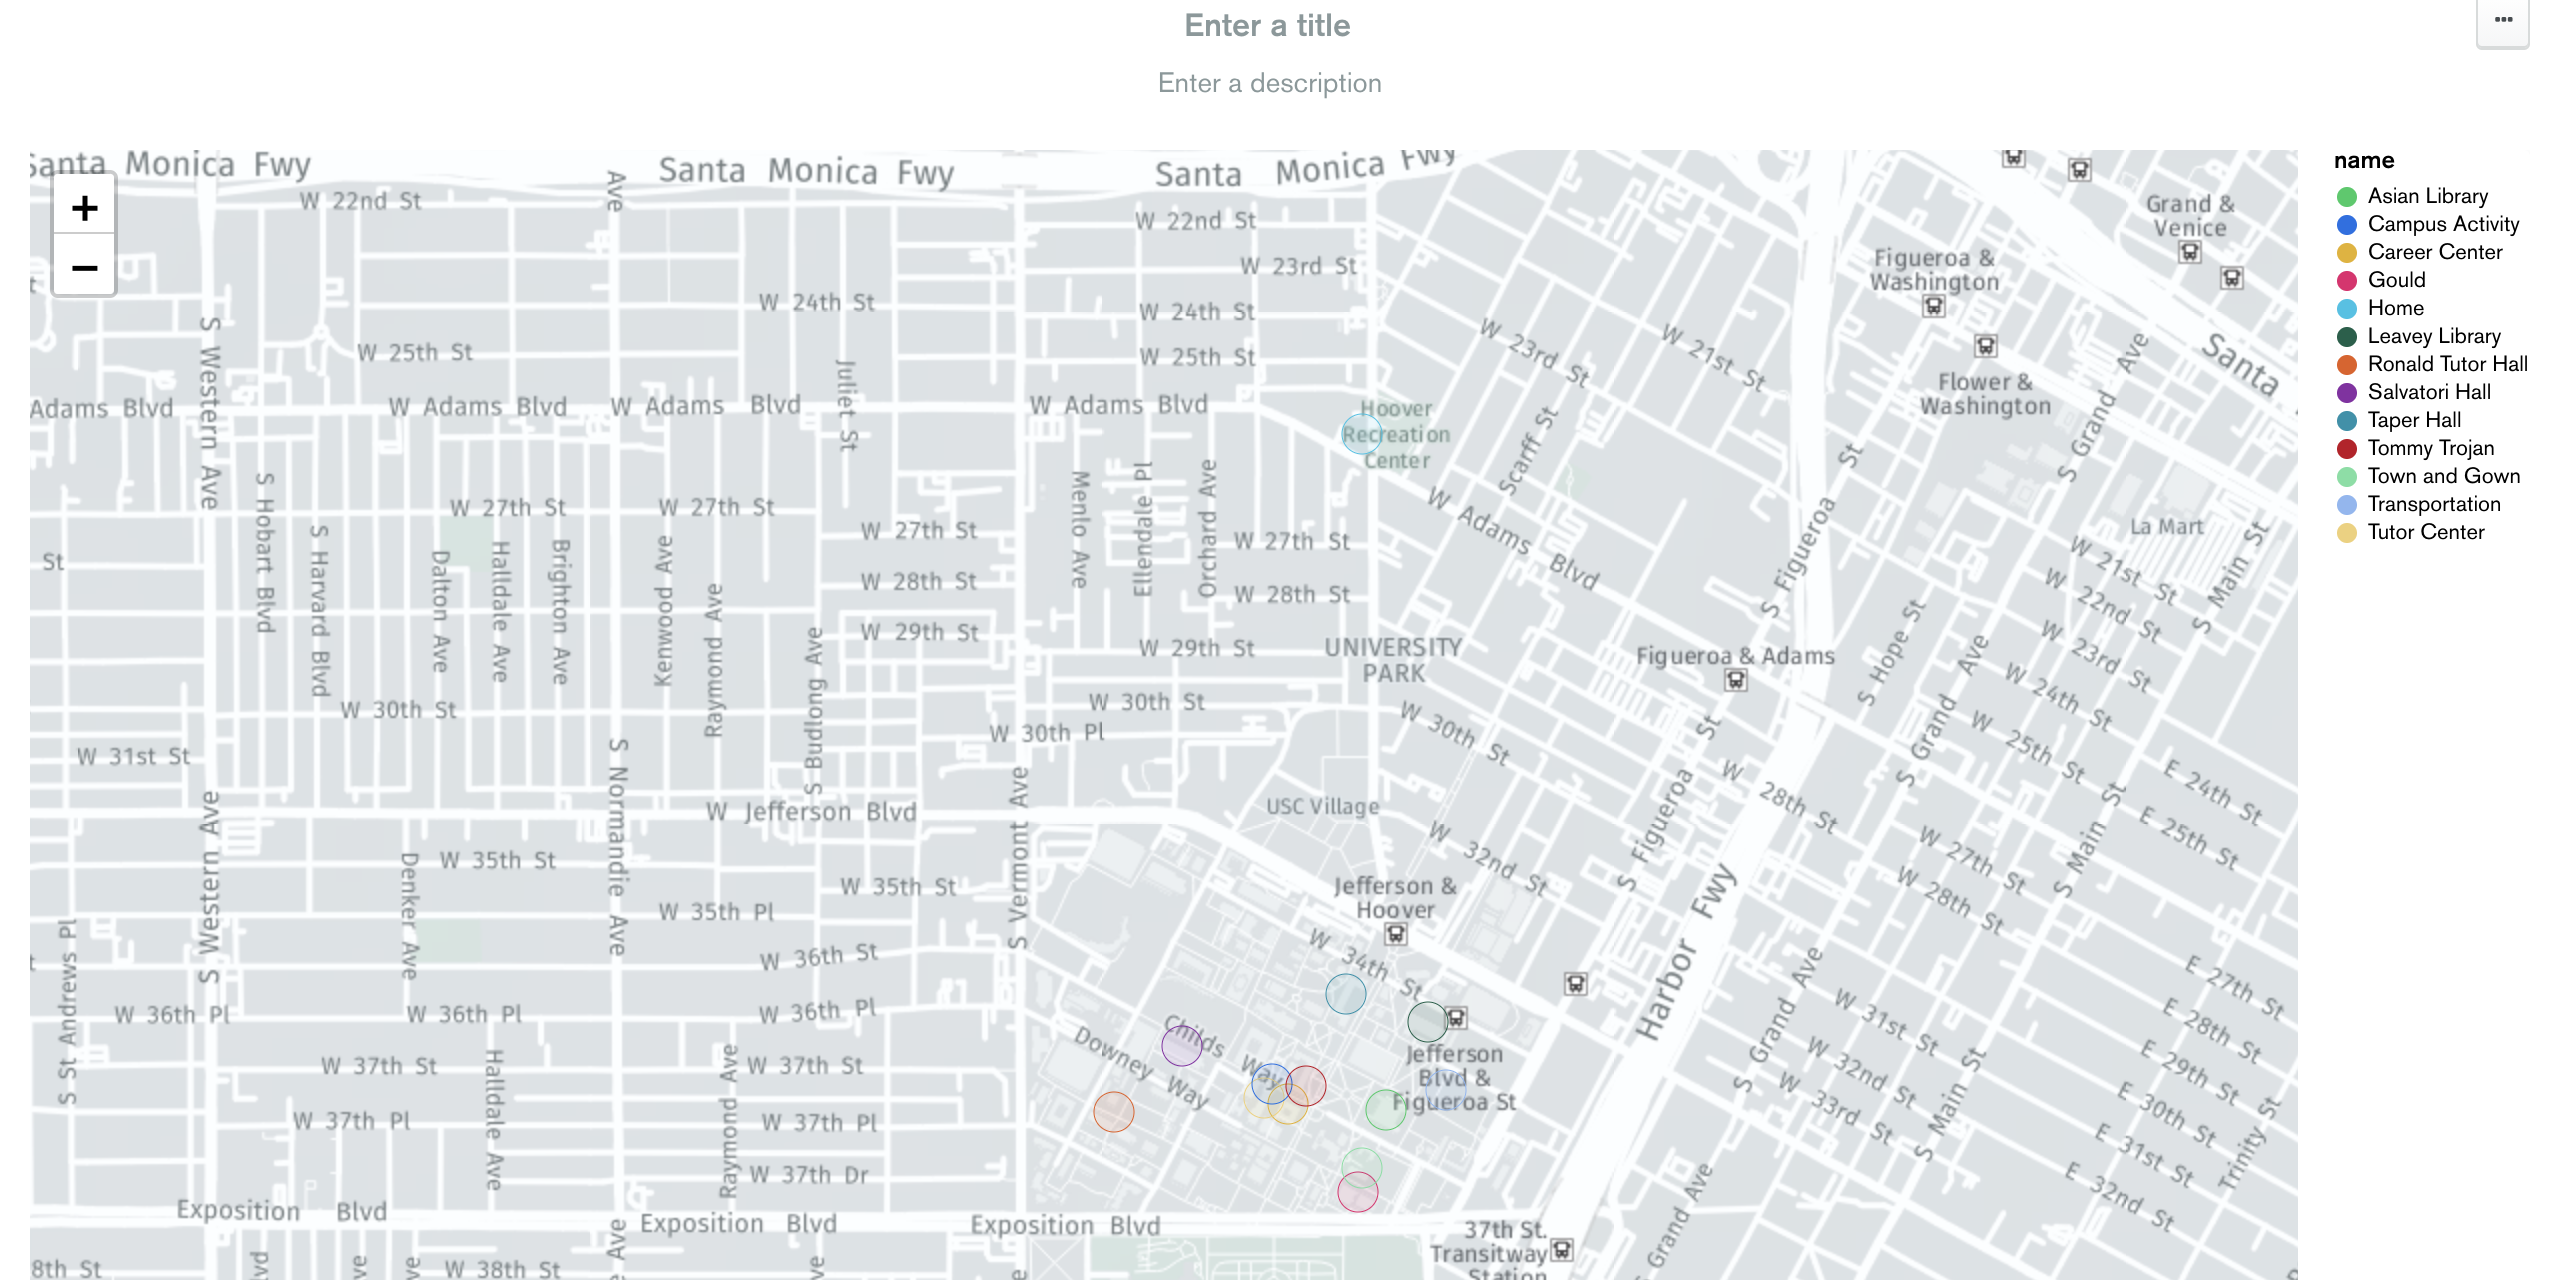 Enter a title
...
Enter a description
Santa Monica Fwy
Santa Monica Fwy
Santa Monica Fwy
+
−
name
Asian Library
Campus Activity
Career Center
Gould
Home
Leavey Library
Ronald Tutor Hall
Salvatori Hall
Taper Hall
Tommy Trojan
Town and Gown
Transportation
Tutor Center
W 22nd St
Ave
W 22nd St
Grand &
Venice
W 23rd St
Figueroa &
Washington
W 24th St
W 24th St
W 25th St
W 25th St
S Western Ave
Juliet St
W 23rd St
W 21st St
S Grand Ave
Santa
Flower &
Washington
Adams Blvd
W Adams Blvd
W Adams Blvd
W Adams Blvd
Hoover
Recreation
Center
Scarff St
W Adams Blvd
S Figueroa St
La Mart
S Main St
S Hobart Blvd
S Harvard Blvd
W 27th St
W 27th St
W 27th St
W 27th St
Menlo Ave
Ellendale Pl
Orchard Ave
St
Dalton Ave
Halldale Ave
Brighton Ave
Kenwood Ave
Raymond Ave
S Budlong Ave
W 28th St
W 28th St
W 29th St
W 29th St
UNIVERSITY
PARK
Figueroa & Adams
S Hope St
S Grand Ave
W 21st St
W 22nd St
W 23rd St
W 24th St
W 25th St
W 30th St
W 30th St
W 30th Pl
W 30th St
W 31st St
S Normandie Ave
S Vermont Ave
S Western Ave
W Jefferson Blvd
USC Village
S Figueroa St
W 28th St
E 24th St
E 25th St
W 27th St
W 28th St
S Main St
W 32nd St
Denker Ave
W 35th St
W 35th St
W 35th Pl
Jefferson &
Hoover
Harbor Fwy
W 36th St
W 34th St
S St Andrews Pl
W 36th Pl
W 36th Pl
W 36th Pl
Childs Way
Downey Way
Jefferson
Blvd &
Figueroa St
S Grand Ave
W 31st St
W 32nd St
W 33rd St
S Main St
E 27th St
E 28th St
E 29th St
E 30th St
E 31st St
E 32nd St
Trinity St
W 37th St
W 37th St
Halldale Ave
Raymond Ave
W 37th Pl
W 37th Pl
W 37th Dr
Exposition Blvd
Exposition Blvd
Exposition Blvd
37th St.
Transitway
Station
Grand Ave
Ave
8th St
W 38th St